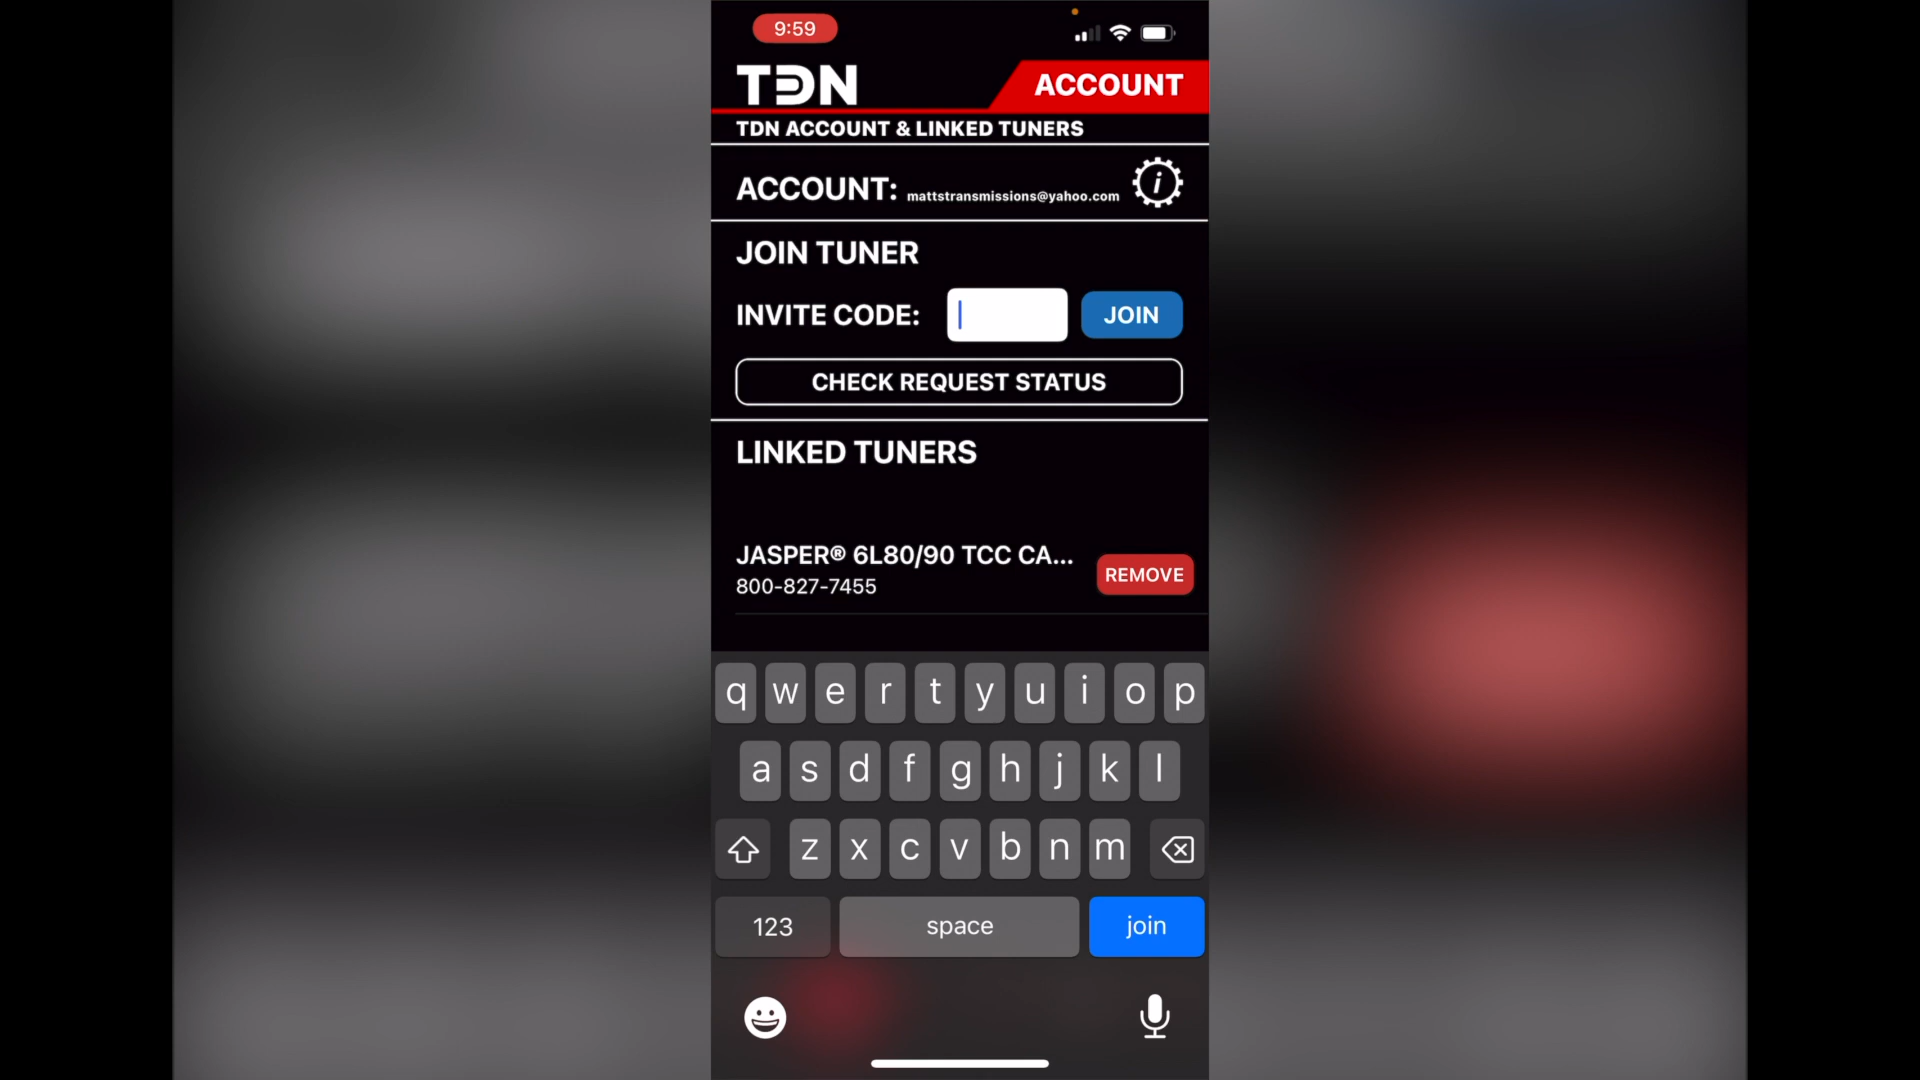 9:59
TDN
ACCOUNT
TDN ACCOUNT & LINKED TUNERS
ACCOUNT: mattstransmissions@yahoo.com
i
JOIN TUNER
INVITE CODE:
JOIN
CHECK REQUEST STATUS
LINKED TUNERS
JASPER® 6L80/90 TCC CA...
800-827-7455
REMOVE
q w e r t y u i o p
a s d f g h j k l
z x c v b n m
123 space join